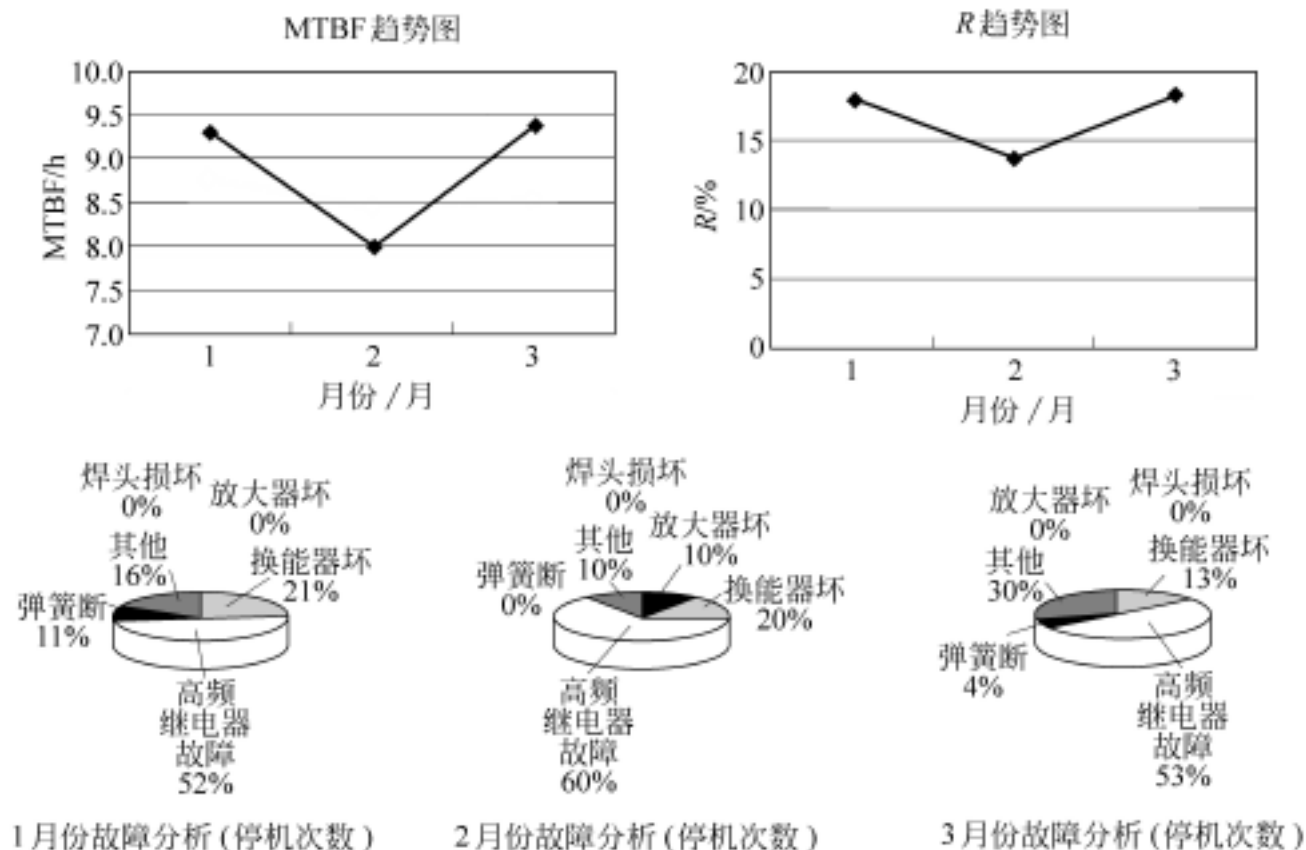 MTBF趋势图
10.0
9.5
9.0
8.5
8.0
7.5
7.0
MTBF/h
1 2 3
月份 / 月
R趋势图
20
15
10
5
0
R/%
1 2 3
月份 / 月
焊头损坏
0%
放大器坏
0%
其他
16%
换能器坏
21%
弹簧断
11%
高频
继电器
故障
52%
1月份故障分析(停机次数)
焊头损坏
0%
放大器坏
10%
其他
10%
弹簧断
0%
换能器坏
20%
高频
继电器
故障
60%
2月份故障分析(停机次数)
放大器坏
0%
焊头损坏
0%
其他
30%
换能器坏
13%
弹簧断
4%
高频
继电器
故障
53%
3月份故障分析(停机次数)